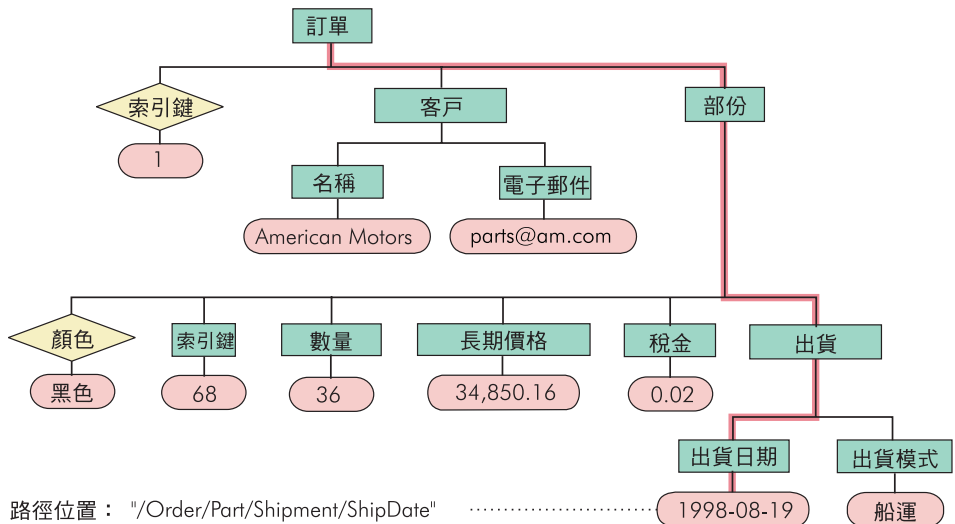 訂單
索引鍵
客戶
部份
1
名稱
電子郵件
American Motors
parts@am.com
顏色
索引鍵
數量
長期價格
稅金
出貨
黑色
68
36
34,850.16
0.02
出貨日期
出貨模式
路徑位置： "/Order/Part/Shipment/ShipDate" ........................ 1998-08-19
船運